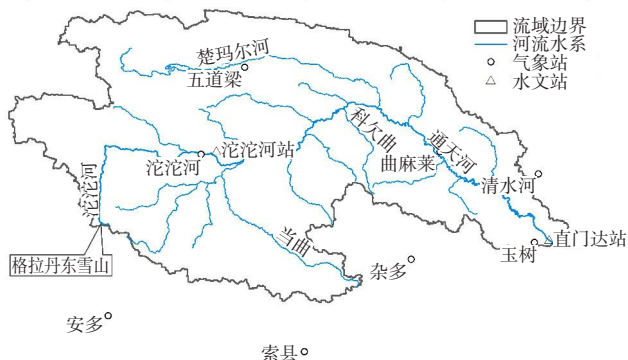 流域边界
河流水系
气象站
水文站
楚玛尔河
五道梁
科欠曲
通天河
曲麻莱
沱沱河
沱沱河站
沱沱河
清水河
当曲
格拉丹东雪山
杂多
玉树
直门达站
安多
索县